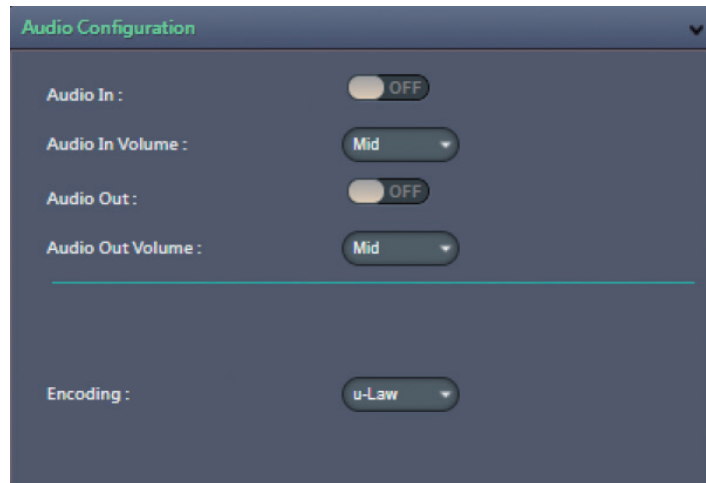 Audio Configuration
Audio In : OFF
Audio In Volume : Mid
Audio Out : OFF
Audio Out Volume : Mid
Encoding : u-Law